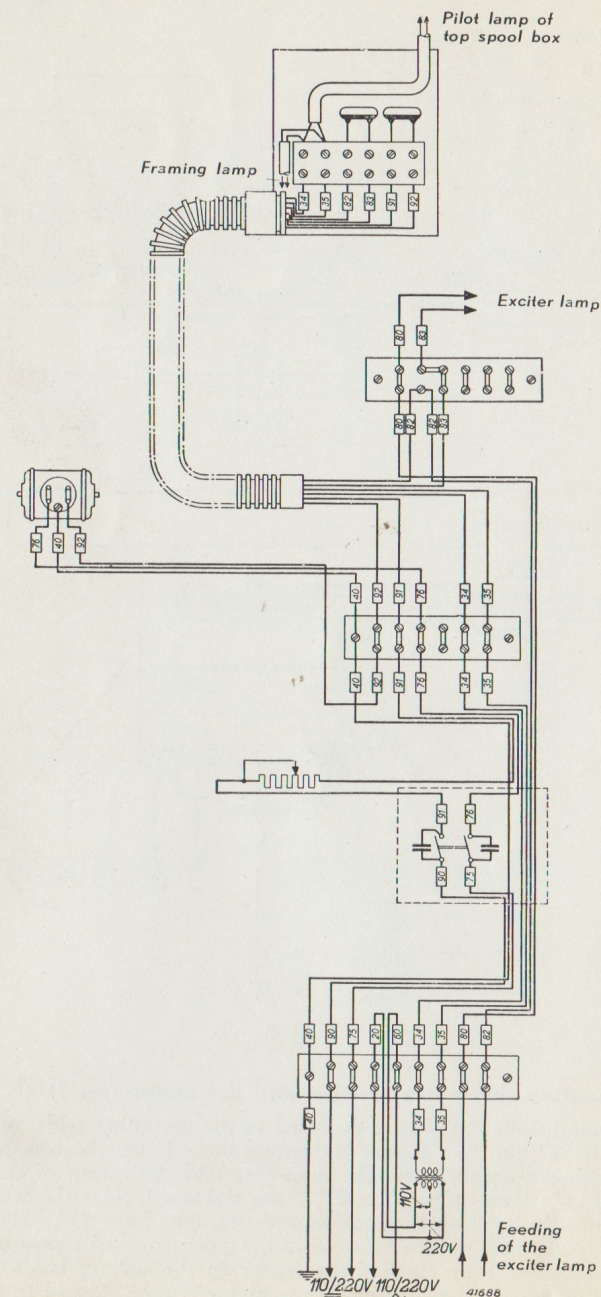 Pilot lamp of
top spool box
Framing lamp
34 35 82 83 91 92
Exciter lamp
80 83
80 82 82 83
76 40 92
40 92 91 76 34 35
40 92 91 76 34 35
91 76
90 75
40 90 75 20 60 34 35 80 82
40 34 35
110V
220V
Feeding
of the
exciter lamp
110/220V 110/220V
41688